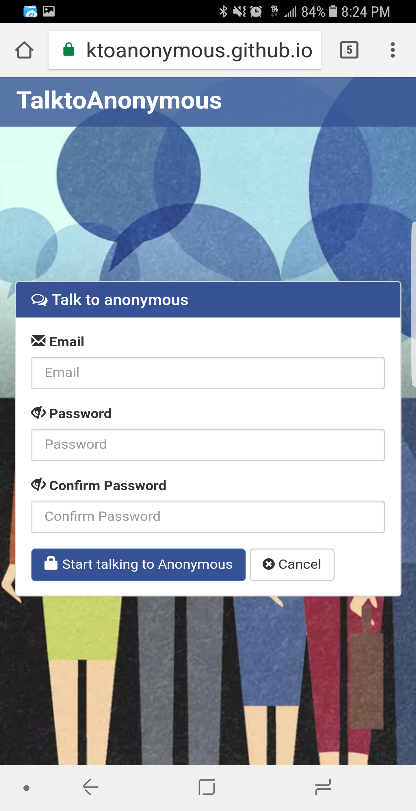 84% 8:24 PM
ktoanonymous.github.io
5
TalktoAnonymous
Talk to anonymous
Email
Email
Password
Password
Confirm Password
Confirm Password
Start talking to Anonymous
Cancel